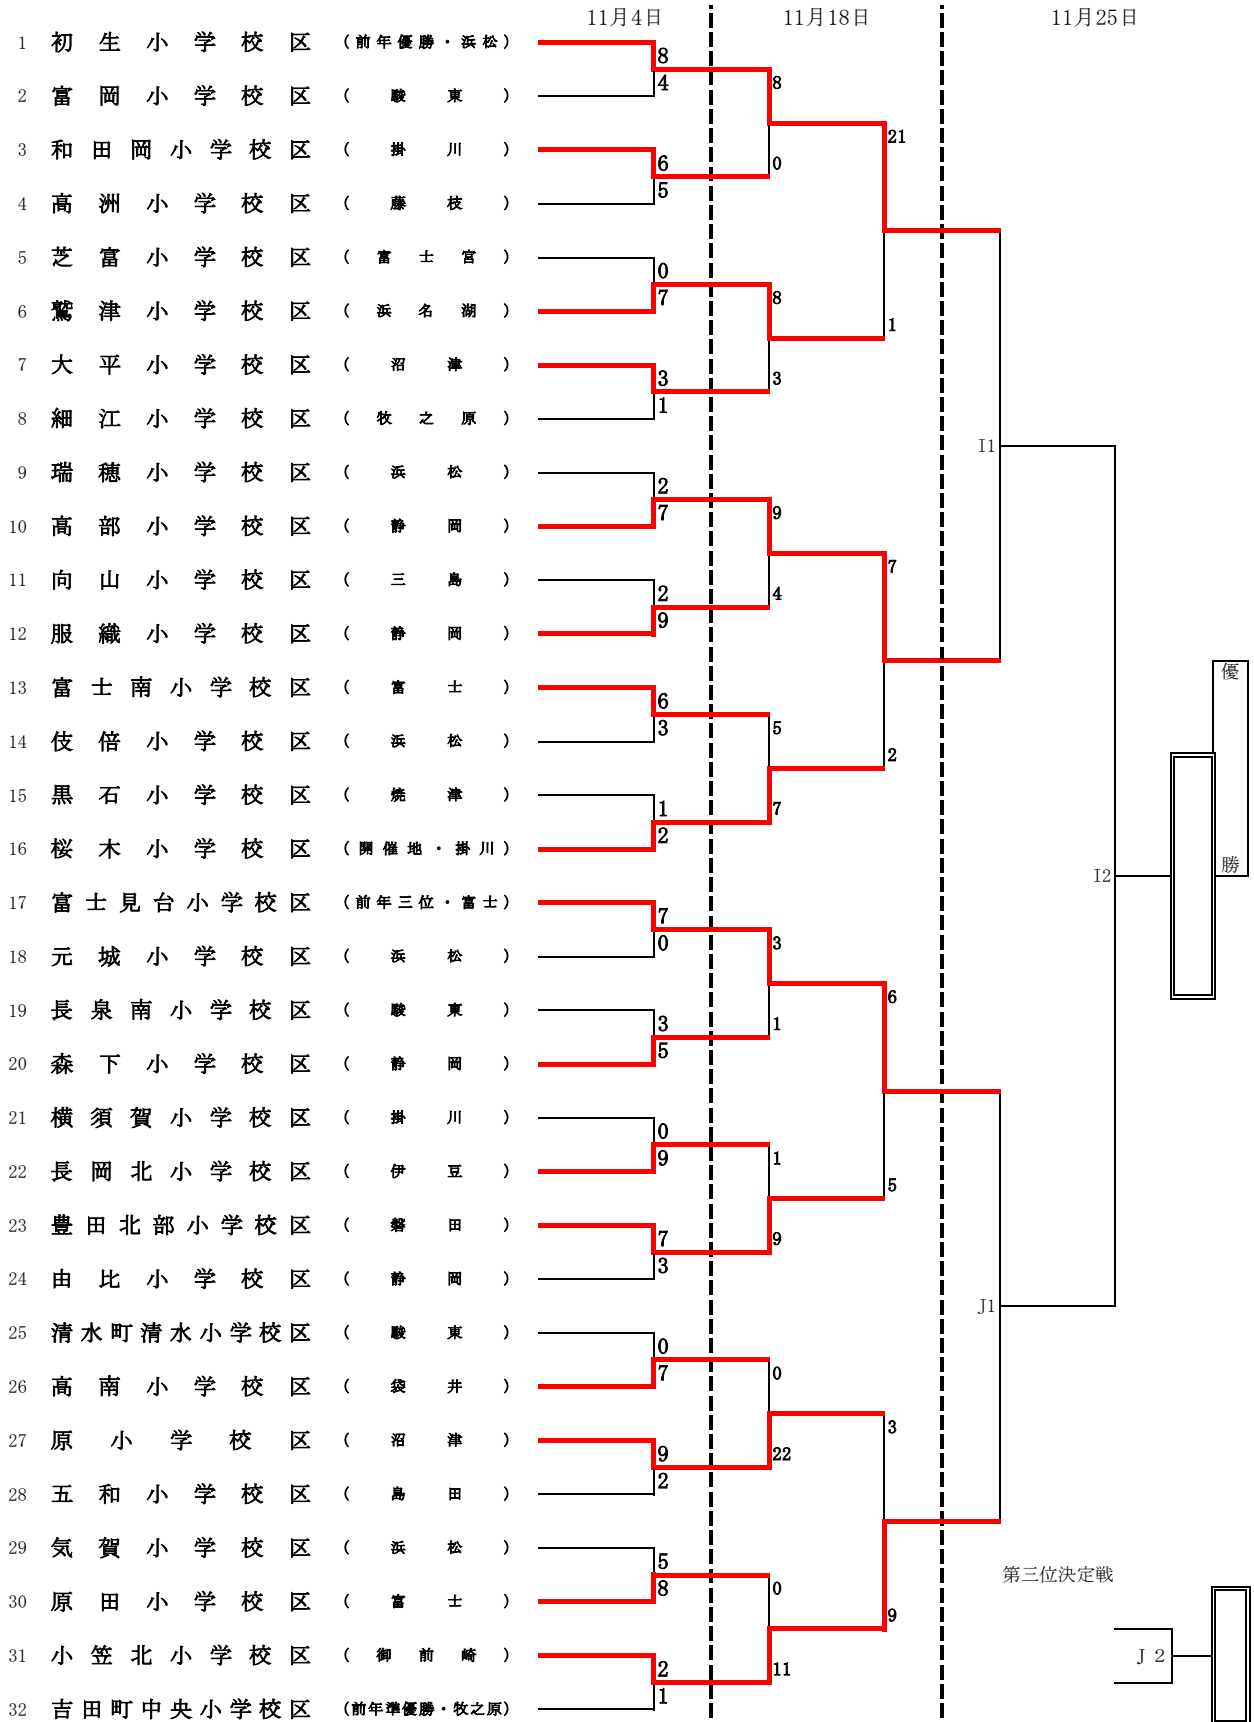 11月4日 11月18日 11月25日
1 初生小学校区 (前年優勝・浜松)
8
4
8
2 富岡小学校区 (駿東)
21
3 和田岡小学校区 (掛川)
6
0
5
4 高洲小学校区 (藤枝)
5 芝富小学校区 (富士宮)
0
7
8
6 鷲津小学校区 (浜名湖)
1
7 大平小学校区 (沼津)
3
3
1
8 細江小学校区 (牧之原)
I1
9 瑞穂小学校区 (浜松)
2
7
9
10 高部小学校区 (静岡)
7
11 向山小学校区 (三島)
2
4
9
12 服織小学校区 (静岡)
優
13 富士南小学校区 (富士)
6
3
5
14 伎倍小学校区 (浜松)
2
15 黒石小学校区 (焼津)
1
7
2
16 桜木小学校区 (開催地・掛川)
勝
I2
17 富士見台小学校区 (前年三位・富士)
7
0
3
18 元城小学校区 (浜松)
6
19 長泉南小学校区 (駿東)
3
1
5
20 森下小学校区 (静岡)
21 横須賀小学校区 (掛川)
0
9
1
22 長岡北小学校区 (伊豆)
5
23 豊田北部小学校区 (磐田)
7
9
3
24 由比小学校区 (静岡)
J1
25 清水町清水小学校区 (駿東)
0
7
0
26 高南小学校区 (袋井)
3
27 原小学校区 (沼津)
9
22
2
28 五和小学校区 (島田)
29 気賀小学校区 (浜松)
5
8
0
第三位決定戦
30 原田小学校区 (富士)
9
31 小笠北小学校区 (御前崎)
J 2
2
11
1
32 吉田町中央小学校区 (前年準優勝・牧之原)